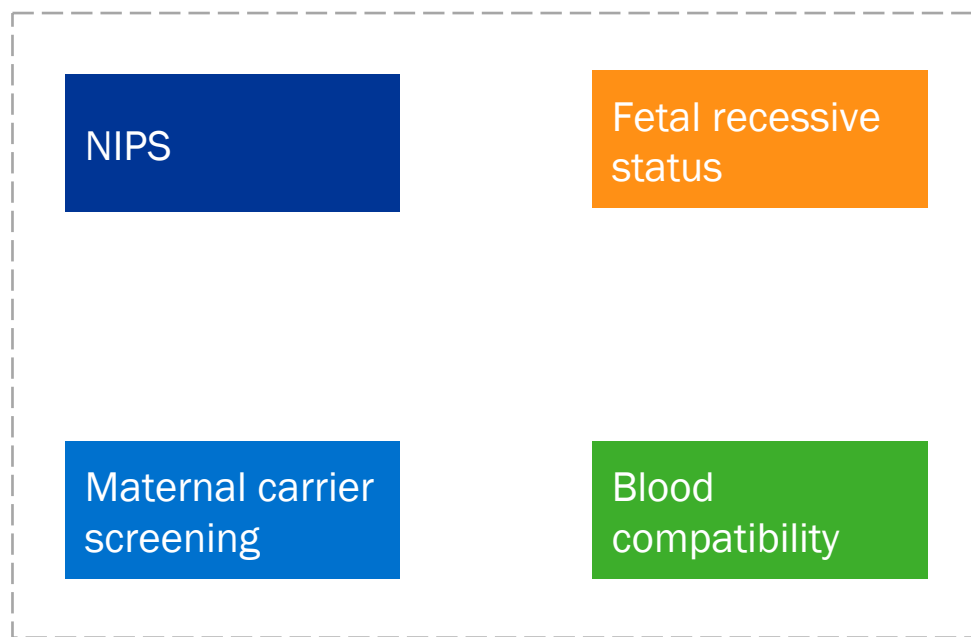 NIPS
Fetal recessive
status
Maternal carrier
screening
Blood
compatibility